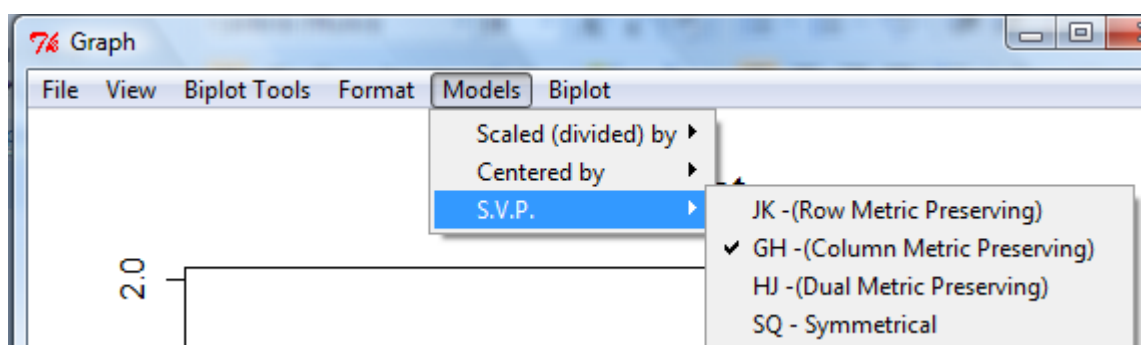 Graph
File View Biplot Tools Format Models Biplot
Scaled (divided) by
Centered by
S.V.P.
JK -(Row Metric Preserving)
GH -(Column Metric Preserving)
HJ -(Dual Metric Preserving)
SQ - Symmetrical
2.0